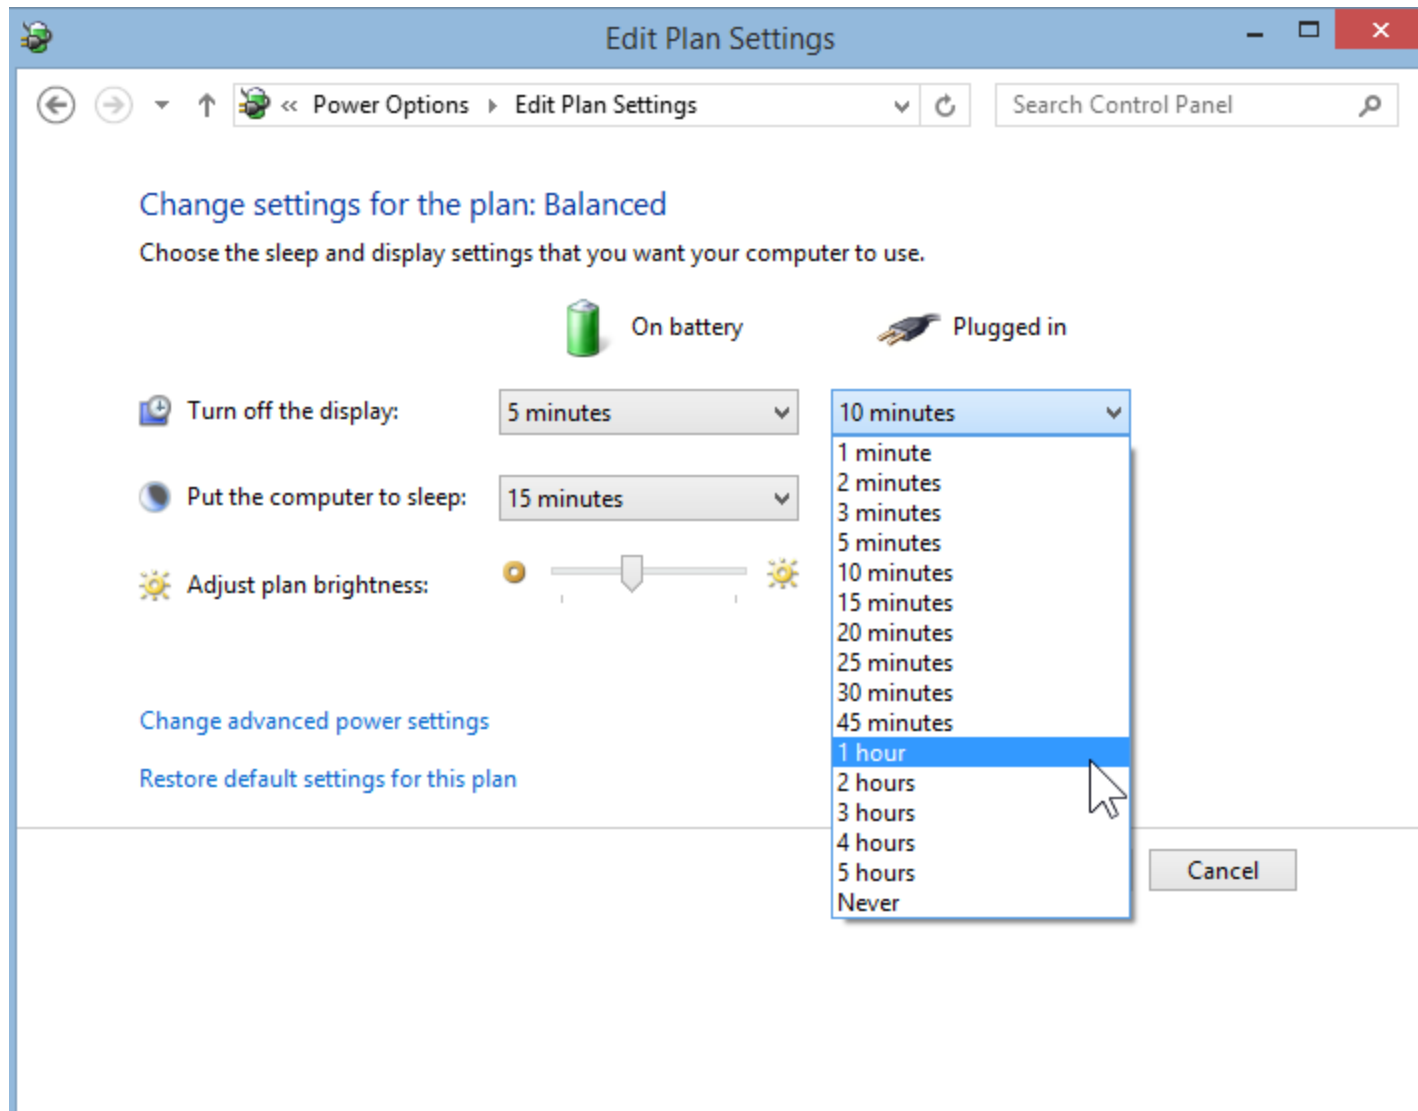 Edit Plan Settings
« Power Options Edit Plan Settings
Search Control Panel
Change settings for the plan: Balanced
Choose the sleep and display settings that you want your computer to use.
On battery
Plugged in
Turn off the display:
5 minutes
10 minutes
Put the computer to sleep:
15 minutes
Adjust plan brightness:
1 minute
2 minutes
3 minutes
5 minutes
10 minutes
15 minutes
20 minutes
25 minutes
30 minutes
45 minutes
1 hour
2 hours
3 hours
4 hours
5 hours
Never
Change advanced power settings
Restore default settings for this plan
Cancel